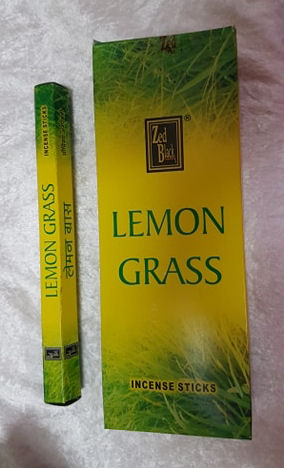 INCENSE STICKS
LEMON GRASS
लेमन ग्रास
Zed
Black
®
LEMON
GRASS
INCENSE STICKS